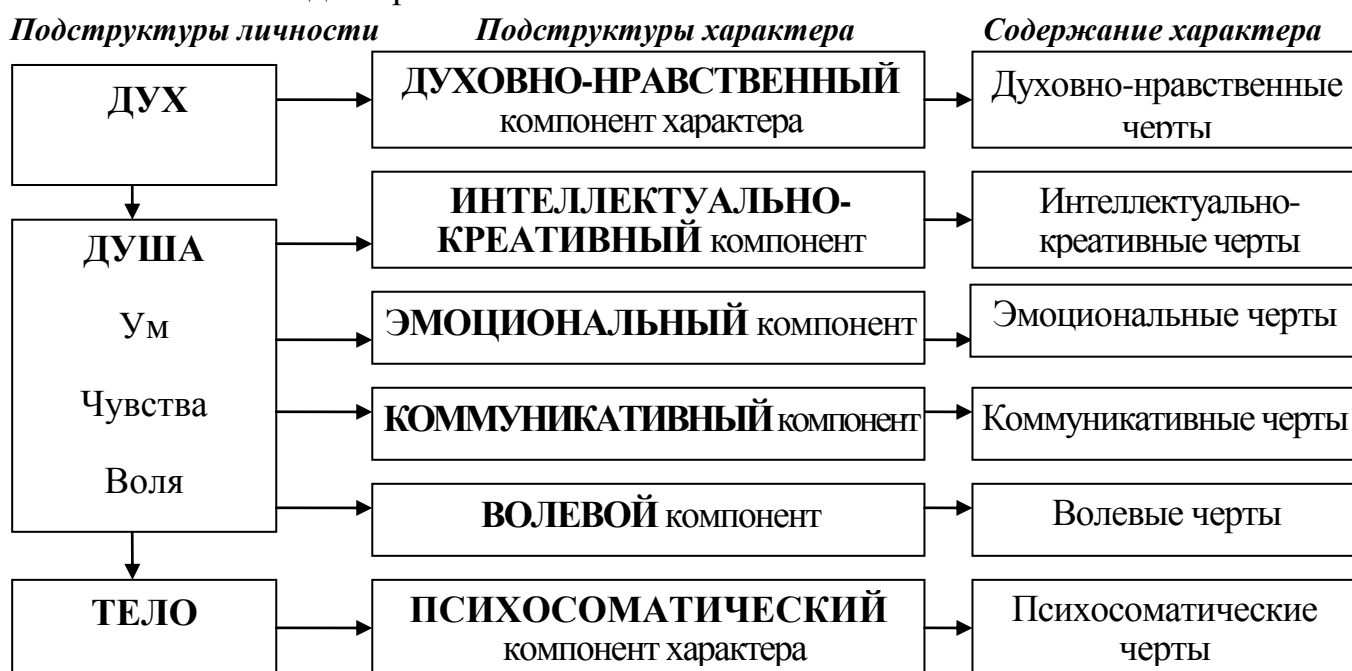 Подструктуры личности Подструктуры характера Содержание характера
ДУХ
ДУХОВНО-НРАВСТВЕННЫЙ
компонент характера
Духовно-нравственные
черты
ДУША
Ум
Чувства
Воля
ИНТЕЛЛЕКТУАЛЬНО-
КРЕАТИВНЫЙ компонент
Интеллектуально-
креативные черты
ЭМОЦИОНАЛЬНЫЙ компонент
Эмоциональные черты
КОММУНИКАТИВНЫЙ компонент
Коммуникативные черты
ВОЛЕВОЙ компонент
Волевые черты
ТЕЛО
ПСИХОСОМАТИЧЕСКИЙ
компонент характера
Психосоматические
черты